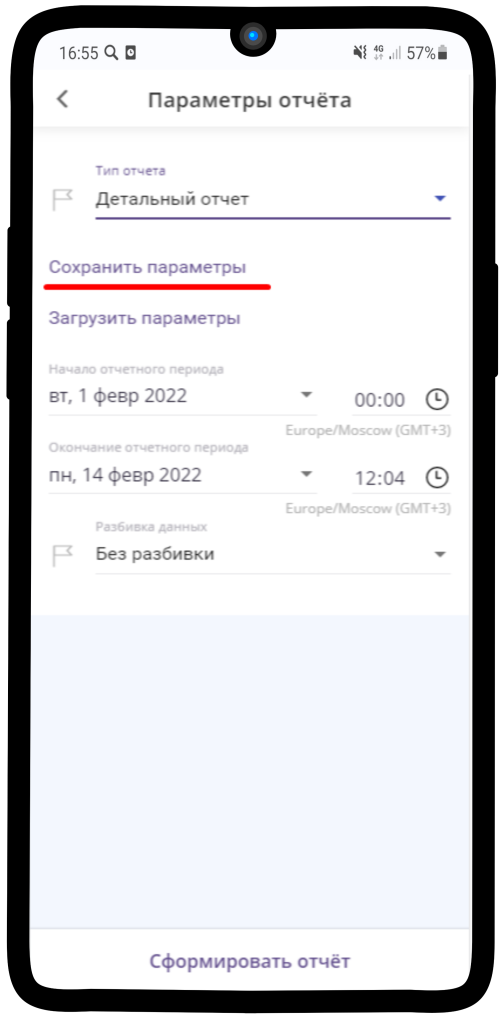 16:55 4G 57%
Параметры отчёта
Тип отчета
Детальный отчет
Сохранить параметры
Загрузить параметры
Начало отчетного периода
вт, 1 февр 2022 00:00
Europe/Moscow (GMT+3)
Окончание отчетного периода
пн, 14 февр 2022 12:04
Europe/Moscow (GMT+3)
Разбивка данных
Без разбивки
Сформировать отчёт